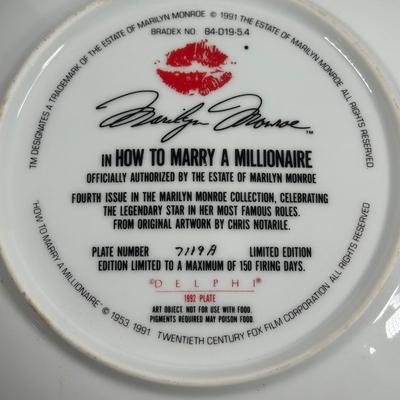 TM DESIGNATES A TRADEMARK OF THE ESTATE OF MARILYN MONROE © 1991 THE ESTATE OF MARILYN MONROE ALL RIGHTS RESERVED
BRADEX NO. 84-D19-5.4
Marilyn Monroe™
IN HOW TO MARRY A MILLIONAIRE
OFFICIALLY AUTHORIZED BY THE ESTATE OF MARILYN MONROE
FOURTH ISSUE IN THE MARILYN MONROE COLLECTION, CELEBRATING
THE LEGENDARY STAR IN HER MOST FAMOUS ROLES.
FROM ORIGINAL ARTWORK BY CHRIS NOTARILE.
PLATE NUMBER 7119A LIMITED EDITION
EDITION LIMITED TO A MAXIMUM OF 150 FIRING DAYS.
©DELPHI®
1992 PLATE
ART OBJECT. NOT FOR USE WITH FOOD.
PIGMENTS REQUIRED MAY POISON FOOD.
"HOW TO MARRY A MILLIONAIRE" © 1953, 1991 TWENTIETH CENTURY FOX FILM CORPORATION ALL RIGHTS RESERVED